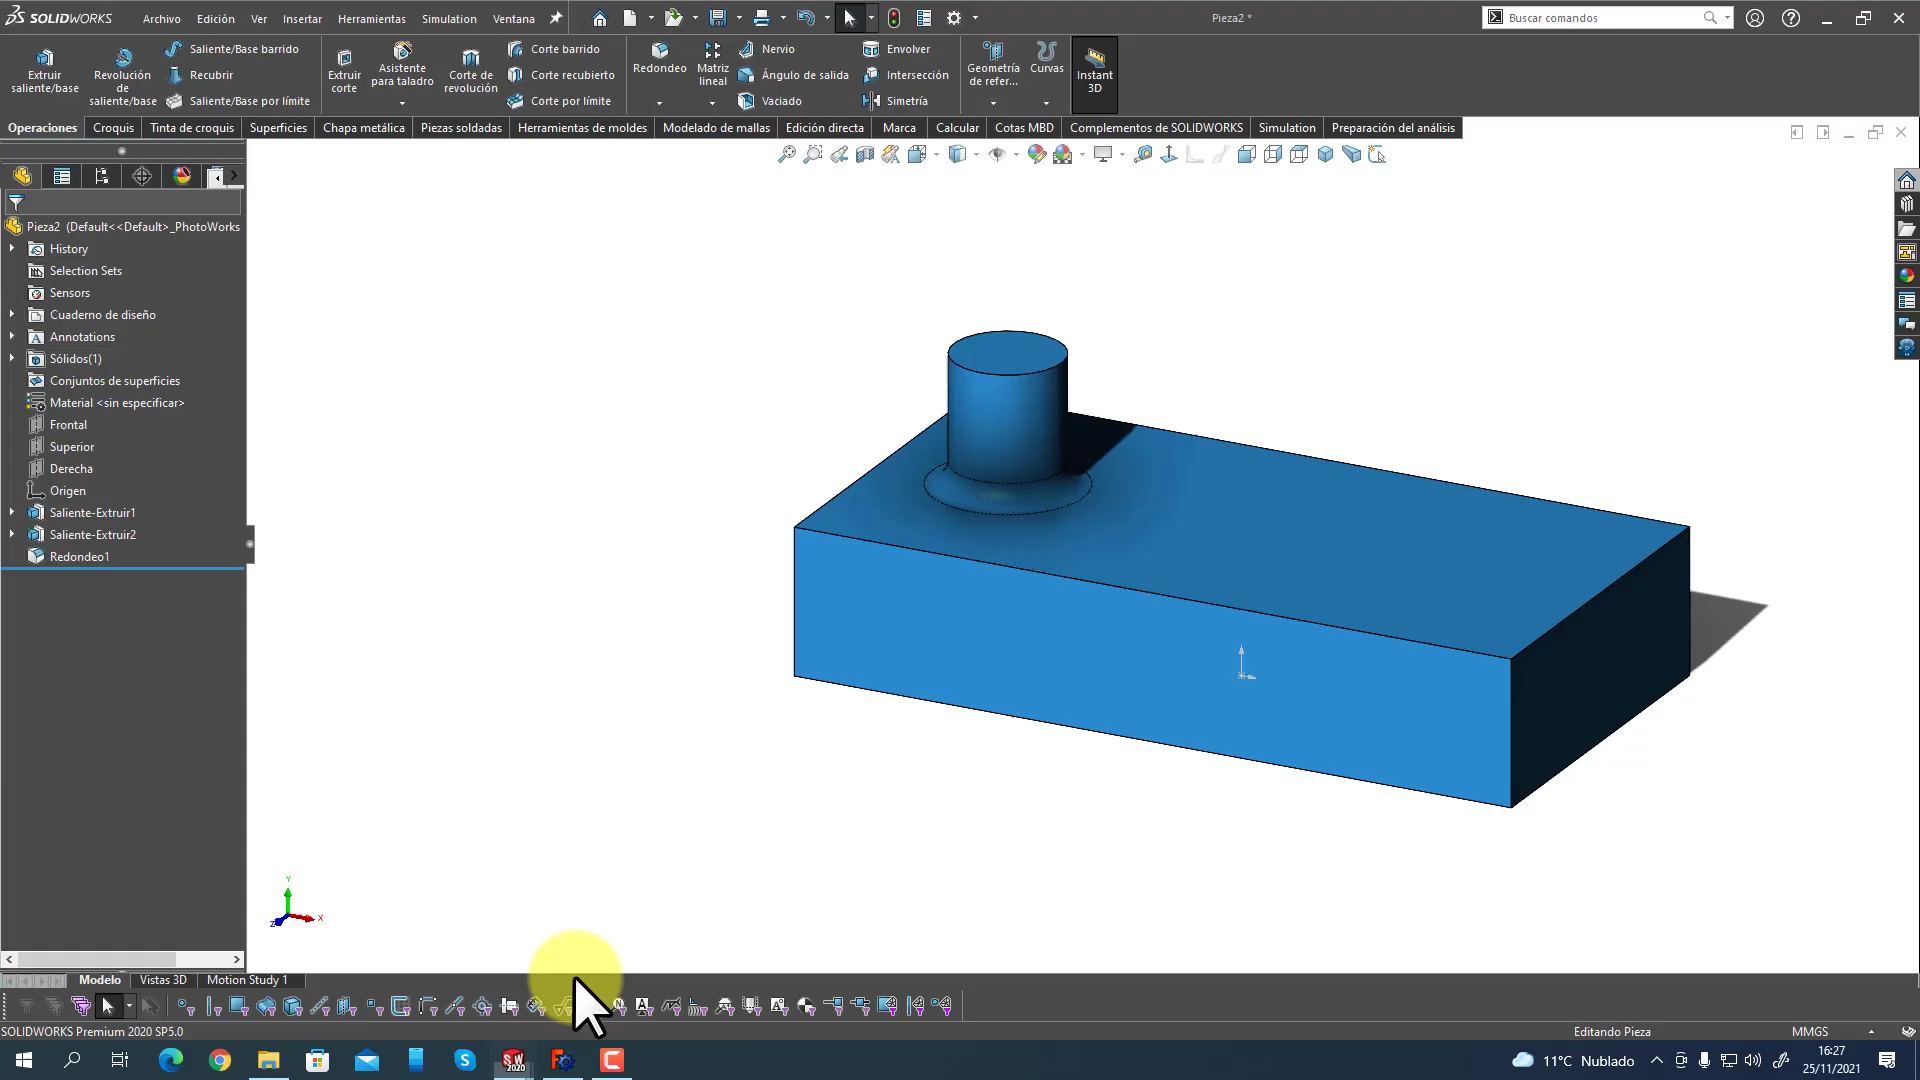 SOLIDWORKS
Archivo Edición Ver Insertar Herramientas Simulation Ventana
Pieza2 *
Buscar comandos
Extruir saliente/base
Revolución de saliente/base
Saliente/Base barrido
Recubrir
Saliente/Base por límite
Extruir corte
Asistente para taladro
Corte de revolución
Corte barrido
Corte recubierto
Corte por límite
Redondeo
Matriz lineal
Nervio
Ángulo de salida
Vaciado
Envolver
Intersección
Simetría
Geometría de refer...
Curvas
Instant 3D
Operaciones Croquis Tinta de croquis Superficies Chapa metálica Piezas soldadas Herramientas de moldes Modelado de mallas Edición directa Marca Calcular Cotas MBD Complementos de SOLIDWORKS Simulation Preparación del análisis
Pieza2 (Default<<Default>_PhotoWorks
History
Selection Sets
Sensors
Cuaderno de diseño
Annotations
Sólidos(1)
Conjuntos de superficies
Material <sin especificar>
Frontal
Superior
Derecha
Origen
Saliente-Extruir1
Saliente-Extruir2
Redondeo1
Y
X
Z
Modelo Vistas 3D Motion Study 1
SOLIDWORKS Premium 2020 SP5.0
Editando Pieza
MMGS
11°C Nublado
16:27
25/11/2021